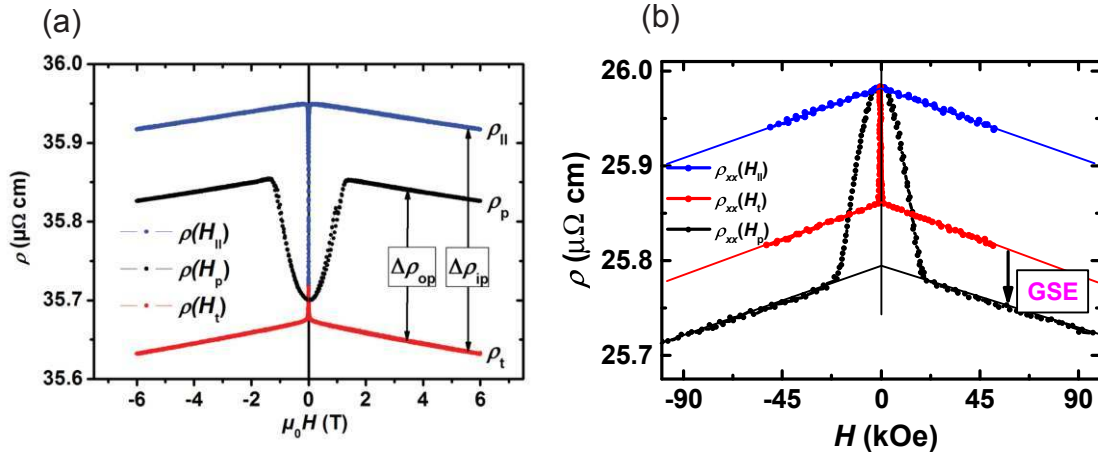 (a)
36.0
35.9
35.8
35.7
35.6
ρ (μΩ cm)
ρ(H||)
ρ(Hp)
ρ(Ht)
ρ||
ρp
ρt
Δρop
Δρip
-6 -4 -2 0 2 4 6
μ0H (T)
(b)
26.0
25.9
25.8
25.7
ρ (μΩ cm)
ρxx(H||)
ρxx(Ht)
ρxx(Hp)
GSE
-90 -45 0 45 90
H (kOe)